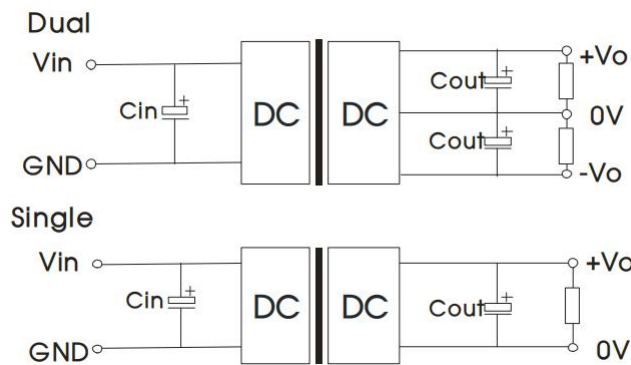 Dual
Vin
+Vo
Cout
Cin
DC
DC
0V
Cout
GND
-Vo
Single
Vin
+Vo
Cin
DC
DC
Cout
GND
0V